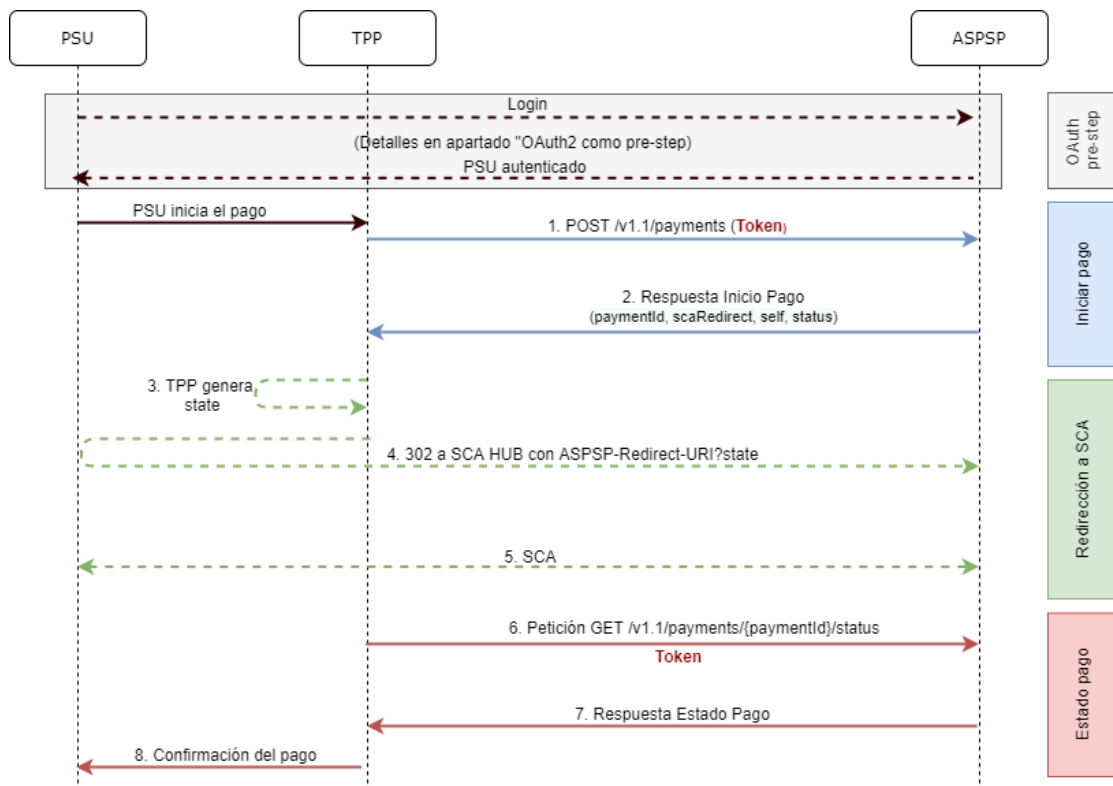 PSU
TPP
ASPSP
Login
(Detalles en apartado "OAuth2 como pre-step)
PSU autenticado
OAuth
pre-step
PSU inicia el pago
1. POST /v1.1/payments (Token)
2. Respuesta Inicio Pago
(paymentId, scaRedirect, self, status)
Iniciar pago
3. TPP genera
state
4. 302 a SCA HUB con ASPSP-Redirect-URI?state
5. SCA
Redirección a SCA
6. Petición GET /v1.1/payments/{paymentId}/status
Token
7. Respuesta Estado Pago
8. Confirmación del pago
Estado pago